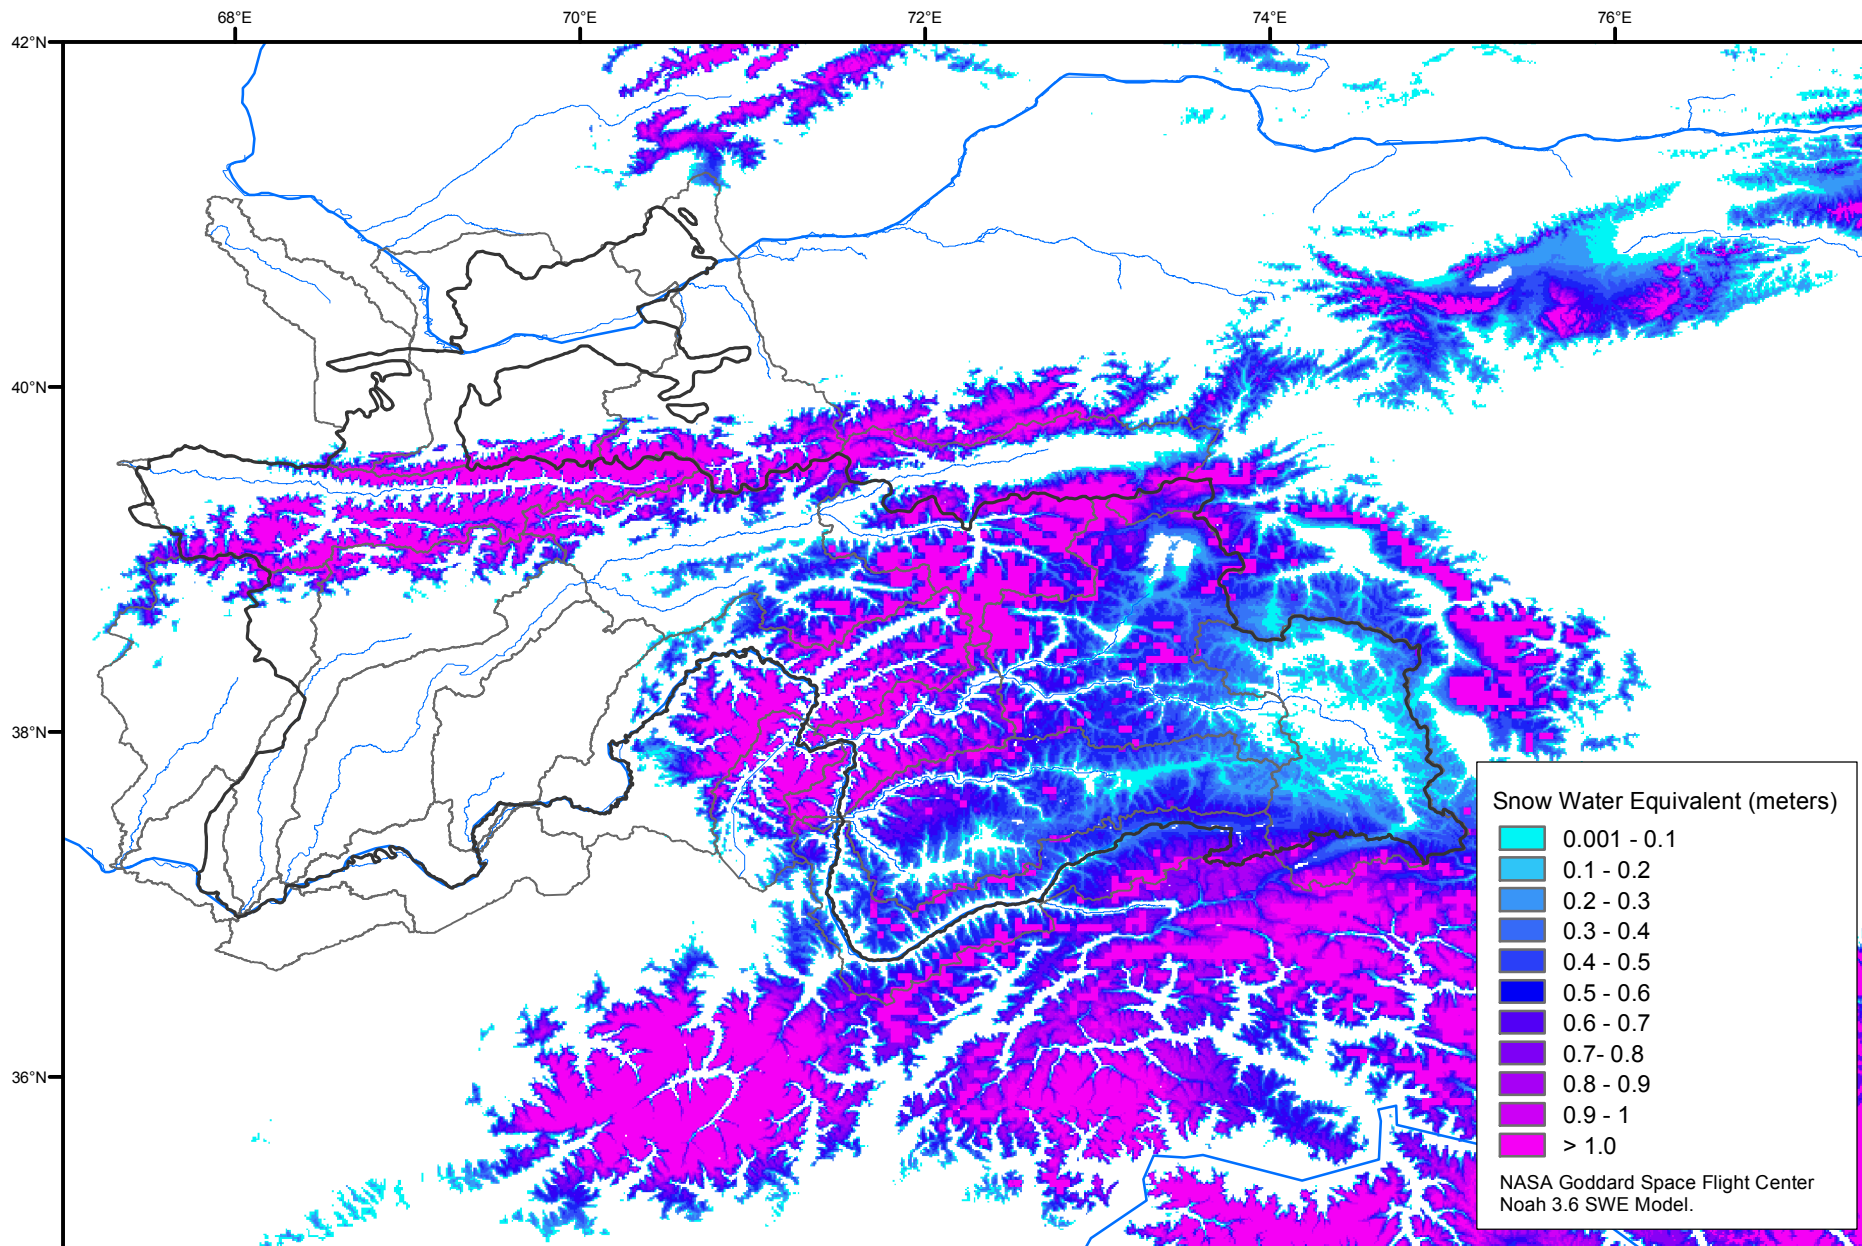 68°E
70°E
72°E
74°E
76°E
42°N
40°N
38°N
36°N
Snow Water Equivalent (meters)
0.001 - 0.1
0.1 - 0.2
0.2 - 0.3
0.3 - 0.4
0.4 - 0.5
0.5 - 0.6
0.6 - 0.7
0.7- 0.8
0.8 - 0.9
0.9 - 1
> 1.0
NASA Goddard Space Flight Center
Noah 3.6 SWE Model.